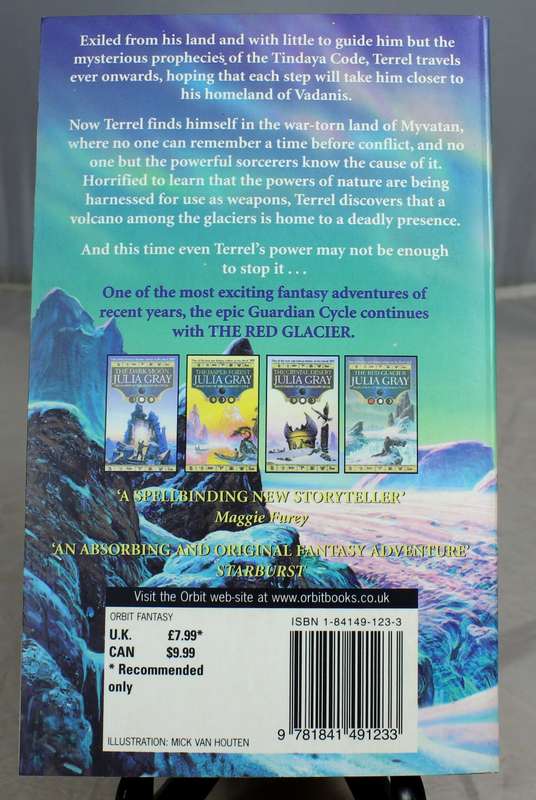 Exiled from his land and with little to guide him but the
mysterious prophecies of the Tindaya Code, Terrel travels
ever onwards, hoping that each step will take him closer to
his homeland of Vadanis.
Now Terrel finds himself in the war-torn land of Myvatan,
where no one can remember a time before conflict, and no
one but the powerful sorcerers know the cause of it.
Horrified to learn that the powers of nature are being
harnessed for use as weapons, Terrel discovers that a
volcano among the glaciers is home to a deadly presence.
And this time even Terrel's power may not be enough
to stop it . . .
One of the most exciting fantasy adventures of
recent years, the epic Guardian Cycle continues
with THE RED GLACIER.
THE DARK MOON
JULIA GRAY
THE JASPER FOREST
JULIA GRAY
THE CRYSTAL DESERT
JULIA GRAY
THE RED GLACIER
JULIA GRAY
'A SPELLBINDING NEW STORYTELLER'
Maggie Furey
'AN ABSORBING AND ORIGINAL FANTASY ADVENTURE'
STARBURST
Visit the Orbit web-site at www.orbitbooks.co.uk
ORBIT FANTASY
U.K. £7.99*
CAN $9.99
* Recommended
only
ILLUSTRATION: MICK VAN HOUTEN
ISBN 1-84149-123-3
9 781841 491233